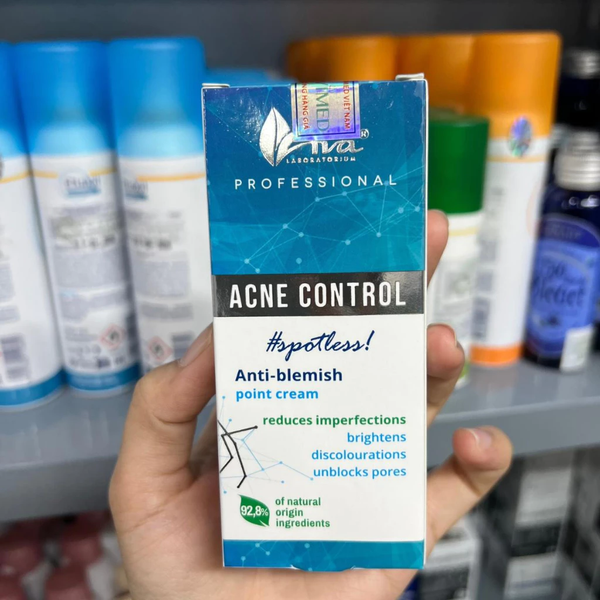 Ava®
LABORATORIUM
PROFESSIONAL
ACNE CONTROL
#spotless!
Anti-blemish
point cream
reduces imperfections
brightens
discolourations
unblocks pores
92,8%
of natural
origin
ingredients